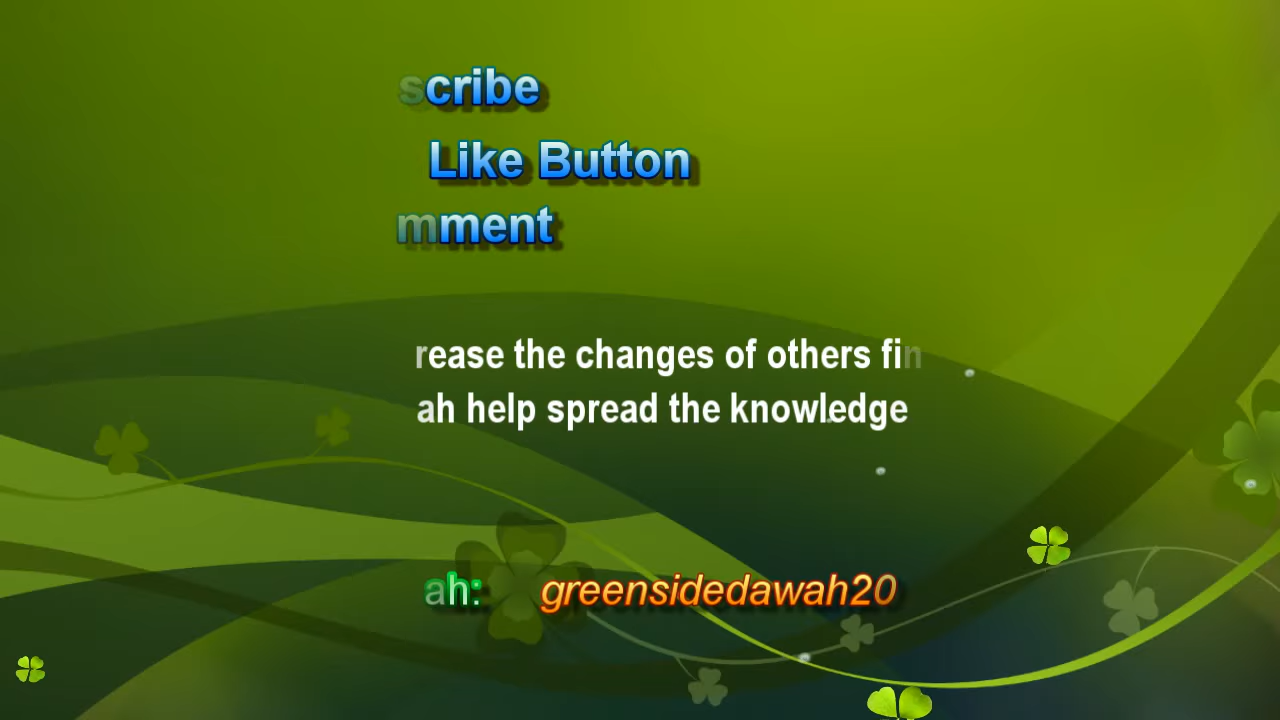 scribe
Like Button
mment
rease the changes of others fin
ah help spread the knowledge
ah: greensidedawah20